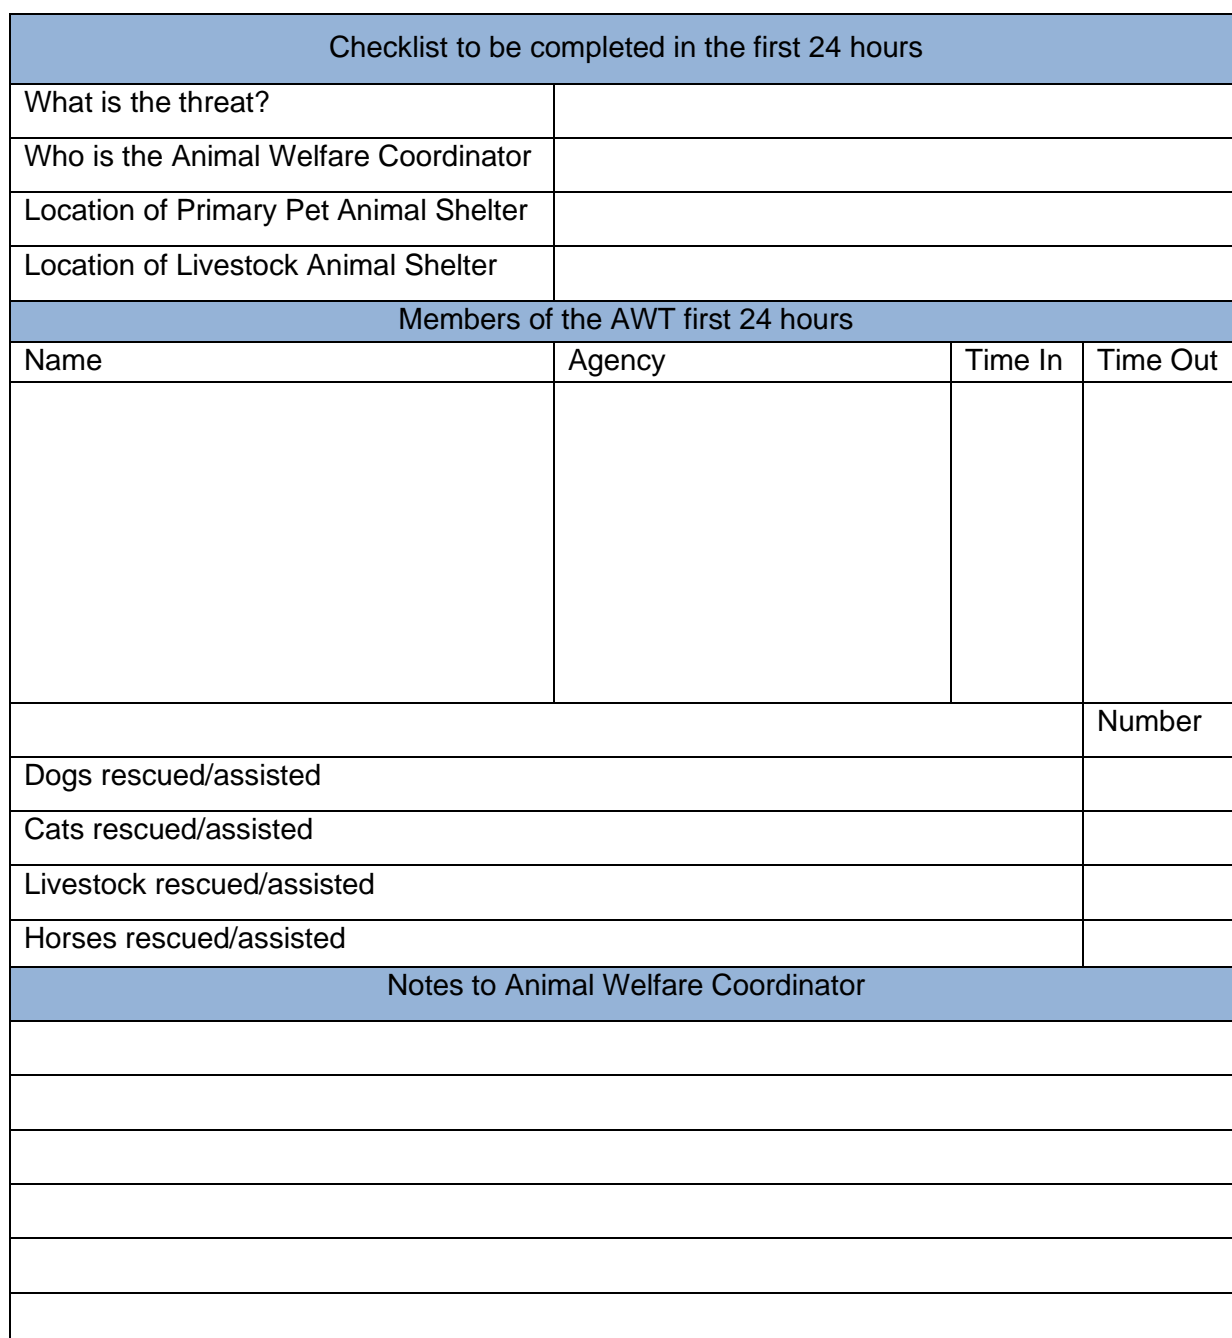 Checklist to be completed in the first 24 hours
What is the threat?
Who is the Animal Welfare Coordinator
Location of Primary Pet Animal Shelter
Location of Livestock Animal Shelter
Members of the AWT first 24 hours
Name Agency Time In Time Out
Number
Dogs rescued/assisted
Cats rescued/assisted
Livestock rescued/assisted
Horses rescued/assisted
Notes to Animal Welfare Coordinator